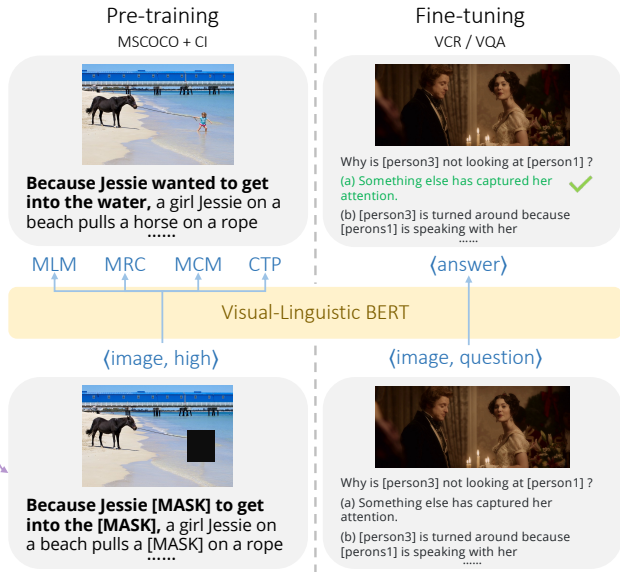 Pre-training
MSCOCO + CI
Because Jessie wanted to get
into the water, a girl Jessie on a
beach pulls a horse on a rope
......
MLM MRC MCM CTP
Fine-tuning
VCR / VQA
Why is [person3] not looking at [person1] ?
(a) Something else has captured her
attention.
(b) [person3] is turned around because
[perons1] is speaking with her
......
⟨answer⟩
Visual-Linguistic BERT
⟨image, high⟩
Because Jessie [MASK] to get
into the [MASK], a girl Jessie on
a beach pulls a [MASK] on a rope
......
⟨image, question⟩
Why is [person3] not looking at [person1] ?
(a) Something else has captured her
attention.
(b) [person3] is turned around because
[perons1] is speaking with her
......